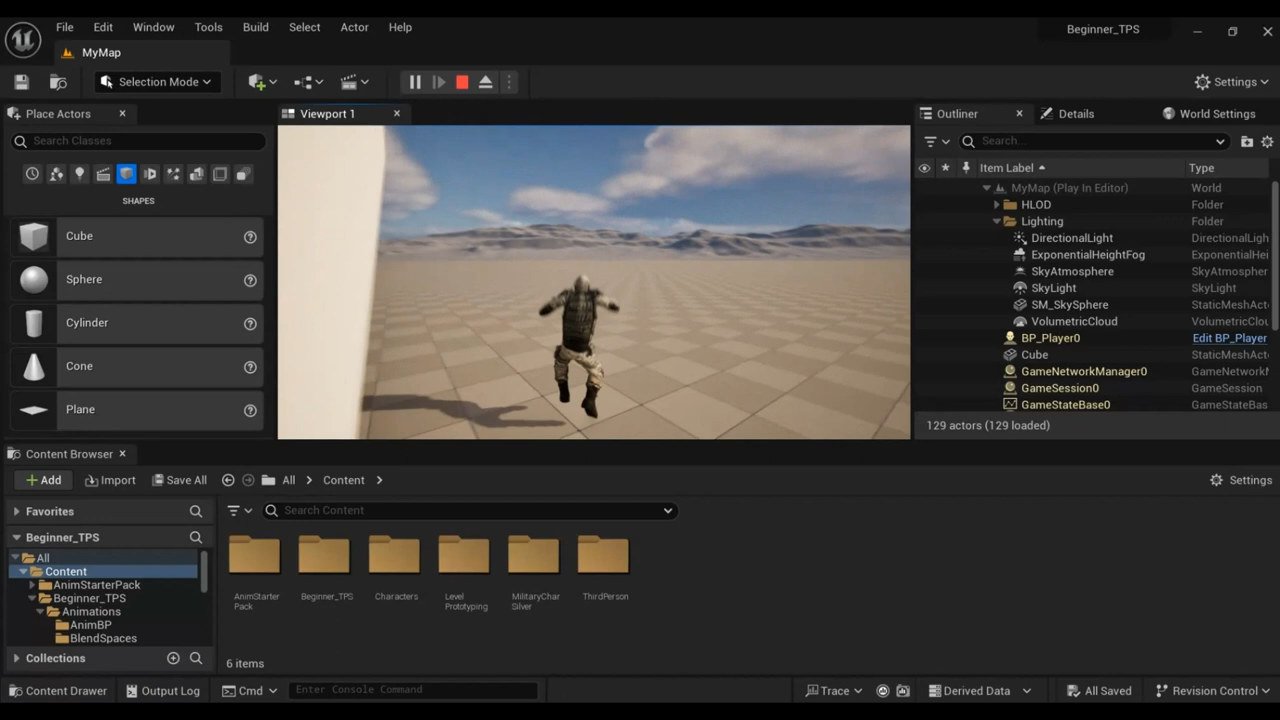 File Edit Window Tools Build Select Actor Help
Beginner_TPS
MyMap
Selection Mode
Settings
Place Actors
Viewport 1
Outliner
Details
World Settings
Search Classes
Search...
Item Label
Type
SHAPES
MyMap (Play In Editor) World
HLOD Folder
Lighting Folder
DirectionalLight DirectionalLigh
ExponentialHeightFog ExponentialHei
SkyAtmosphere SkyAtmospher
SkyLight SkyLight
SM_SkySphere StaticMeshAct
VolumetricCloud VolumetricClou
BP_Player0 Edit BP_Player
Cube StaticMeshAct
GameNetworkManager0 GameNetworkM
GameSession0 GameSession
GameStateBase0 GameStateBas
129 actors (129 loaded)
Cube
Sphere
Cylinder
Cone
Plane
Content Browser
Add Import Save All All Content Settings
Favorites
Search Content
Beginner_TPS
All
Content
AnimStarterPack
Beginner_TPS
Animations
AnimBP
BlendSpaces
Collections
AnimStarter
Pack
Beginner_TPS
Characters
Level
Prototyping
MilitaryChar
Silver
ThirdPerson
6 items
Content Drawer Output Log Cmd Enter Console Command Trace Derived Data All Saved Revision Control